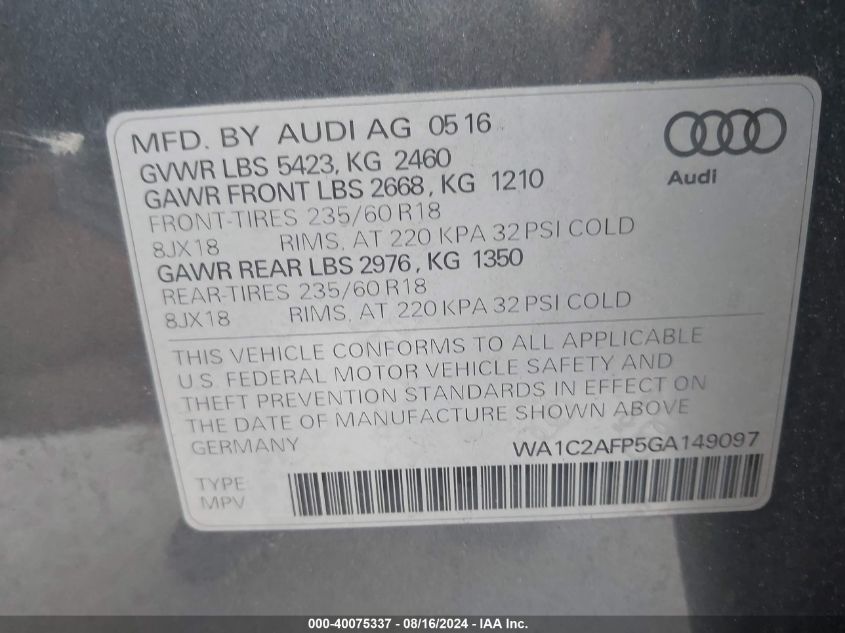 MFD. BY AUDI AG 05 16
GVWR LBS 5423, KG 2460
GAWR FRONT LBS 2668, KG 1210
FRONT-TIRES 235/60 R18
8JX18 RIMS, AT 220 KPA 32 PSI COLD
GAWR REAR LBS 2976, KG 1350
REAR-TIRES 235/60 R18
8JX18 RIMS, AT 220 KPA 32 PSI COLD
Audi
THIS VEHICLE CONFORMS TO ALL APPLICABLE
U.S. FEDERAL MOTOR VEHICLE SAFETY AND
THEFT PREVENTION STANDARDS IN EFFECT ON
THE DATE OF MANUFACTURE SHOWN ABOVE
GERMANY WA1C2AFP5GA149097
TYPE:
MPV
000-40075337 - 08/16/2024 - IAA Inc.